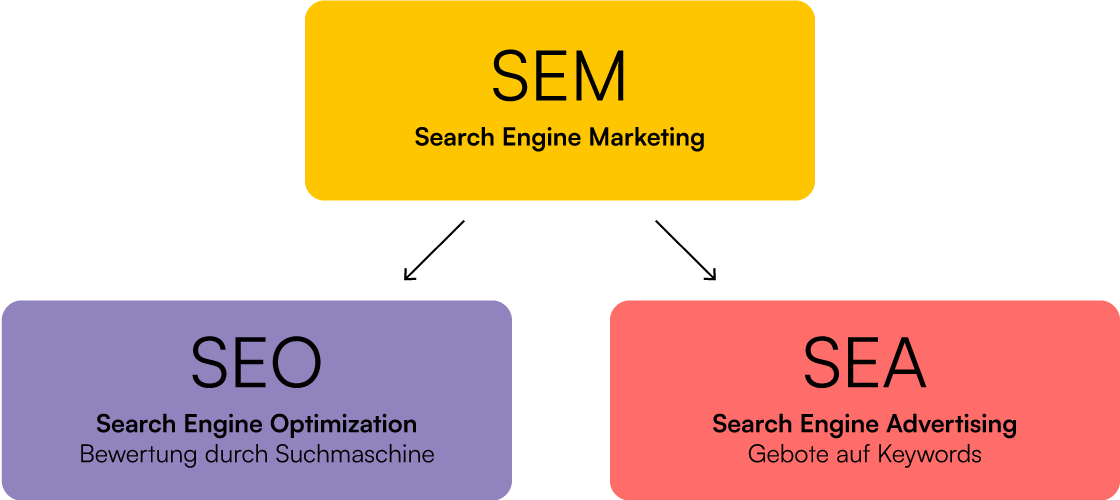 SEM
Search Engine Marketing
SEO
Search Engine Optimization
Bewertung durch Suchmaschine
SEA
Search Engine Advertising
Gebote auf Keywords